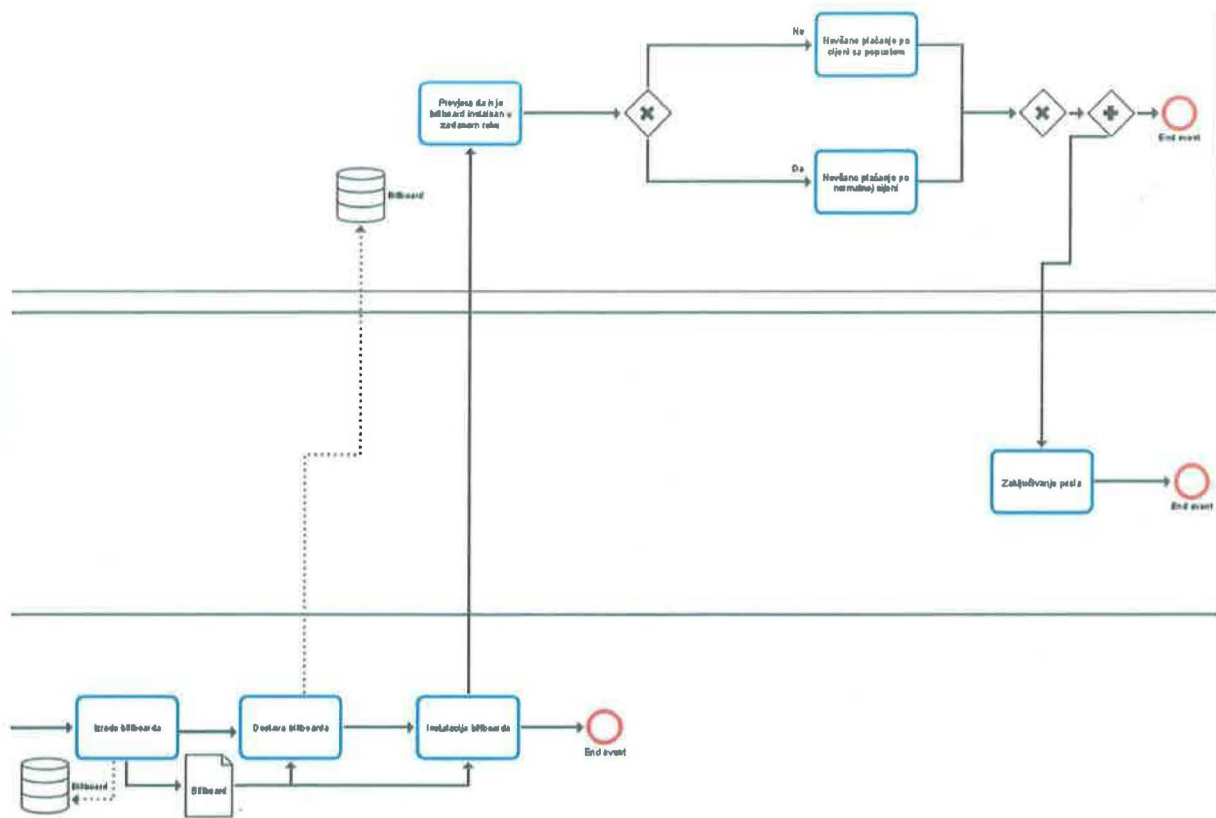 Ne
Novčano plaćanje po
cijeni sa popustom
Provjera da li je
billboard instalisan u
zadanom roku
End event
Da
Novčano plaćanje po
normalnoj cijeni
Billboard
Zaključivanje posla
End event
Izrada billboarda
Dostava billboarda
Instalacija billboarda
End event
Billboard
Billboard